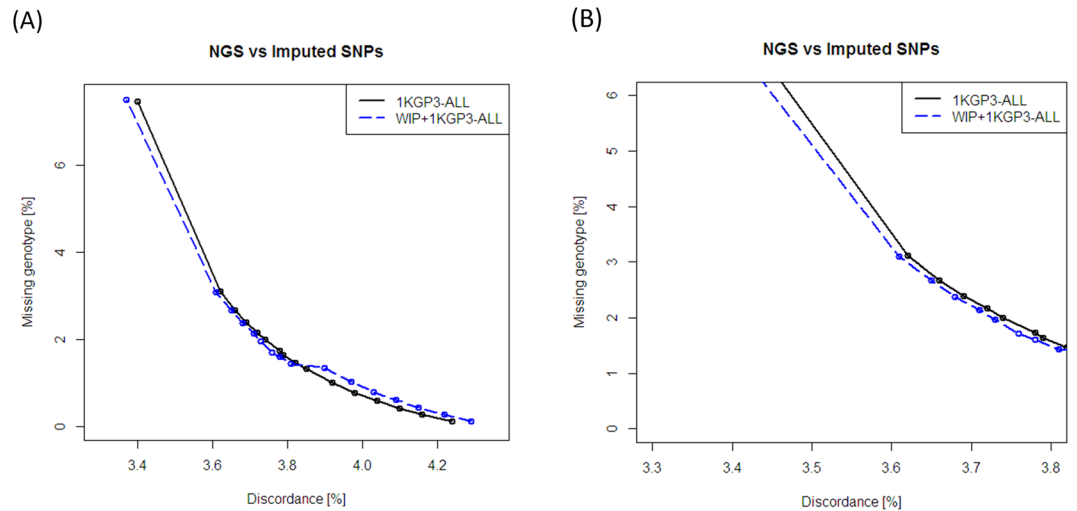 (A)
NGS vs Imputed SNPs
1KGP3-ALL
WIP+1KGP3-ALL
Missing genotype [%]
6
4
2
0
3.4 3.6 3.8 4.0 4.2
Discordance [%]
(B)
NGS vs Imputed SNPs
1KGP3-ALL
WIP+1KGP3-ALL
Missing genotype [%]
6
5
4
3
2
1
0
3.3 3.4 3.5 3.6 3.7 3.8
Discordance [%]